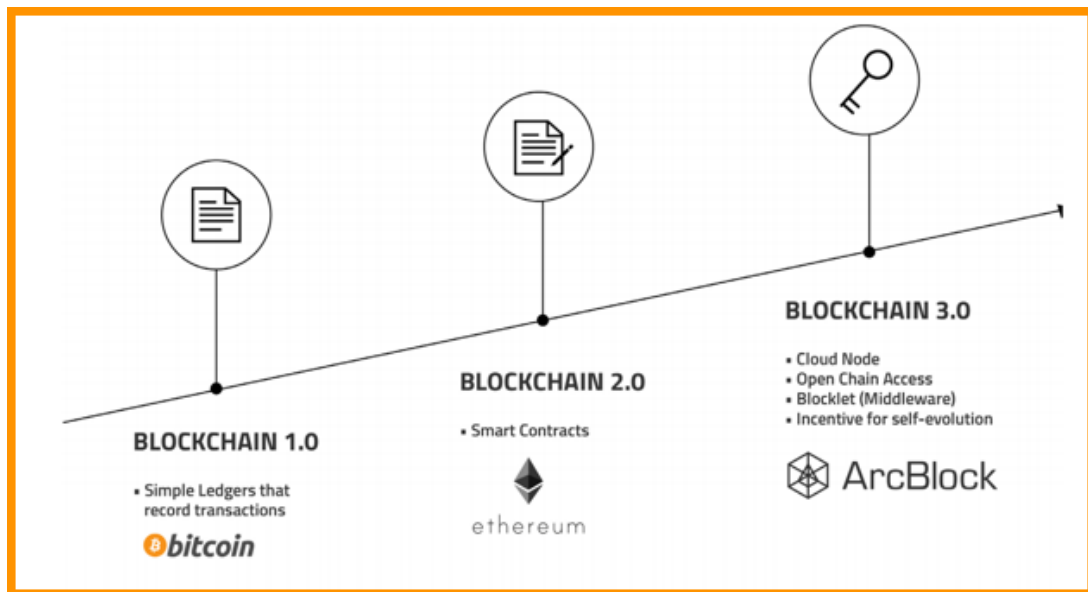 BLOCKCHAIN 1.0
▪ Simple Ledgers that
record transactions
bitcoin
BLOCKCHAIN 2.0
▪ Smart Contracts
ethereum
BLOCKCHAIN 3.0
▪ Cloud Node
▪ Open Chain Access
▪ Blocklet (Middleware)
▪ Incentive for self-evolution
ArcBlock